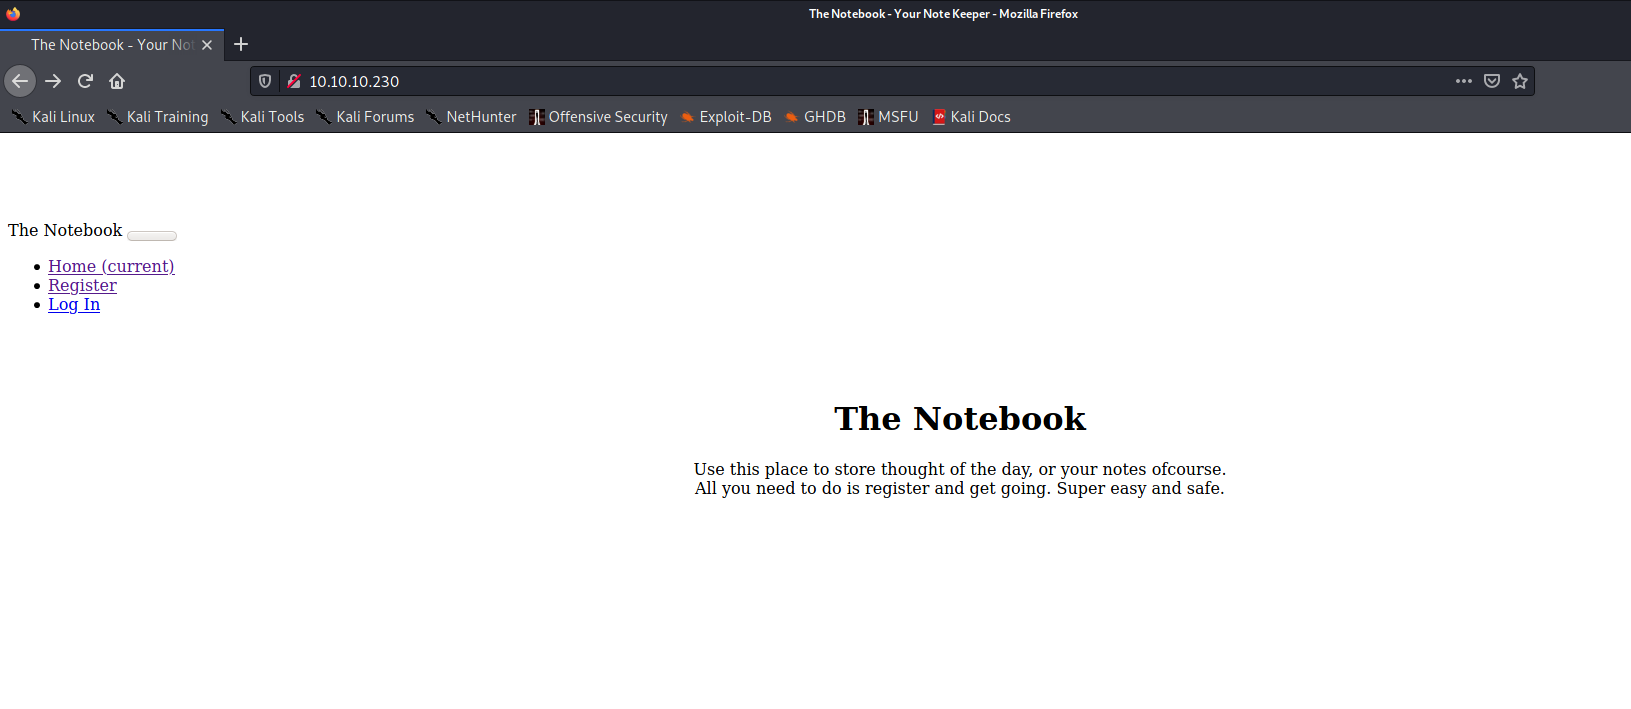 The Notebook - Your Note Keeper - Mozilla Firefox
The Notebook - Your Not
10.10.10.230
Kali Linux Kali Training Kali Tools Kali Forums NetHunter Offensive Security Exploit-DB GHDB MSFU Kali Docs
The Notebook
Home (current)
Register
Log In
The Notebook
Use this place to store thought of the day, or your notes ofcourse.
All you need to do is register and get going. Super easy and safe.